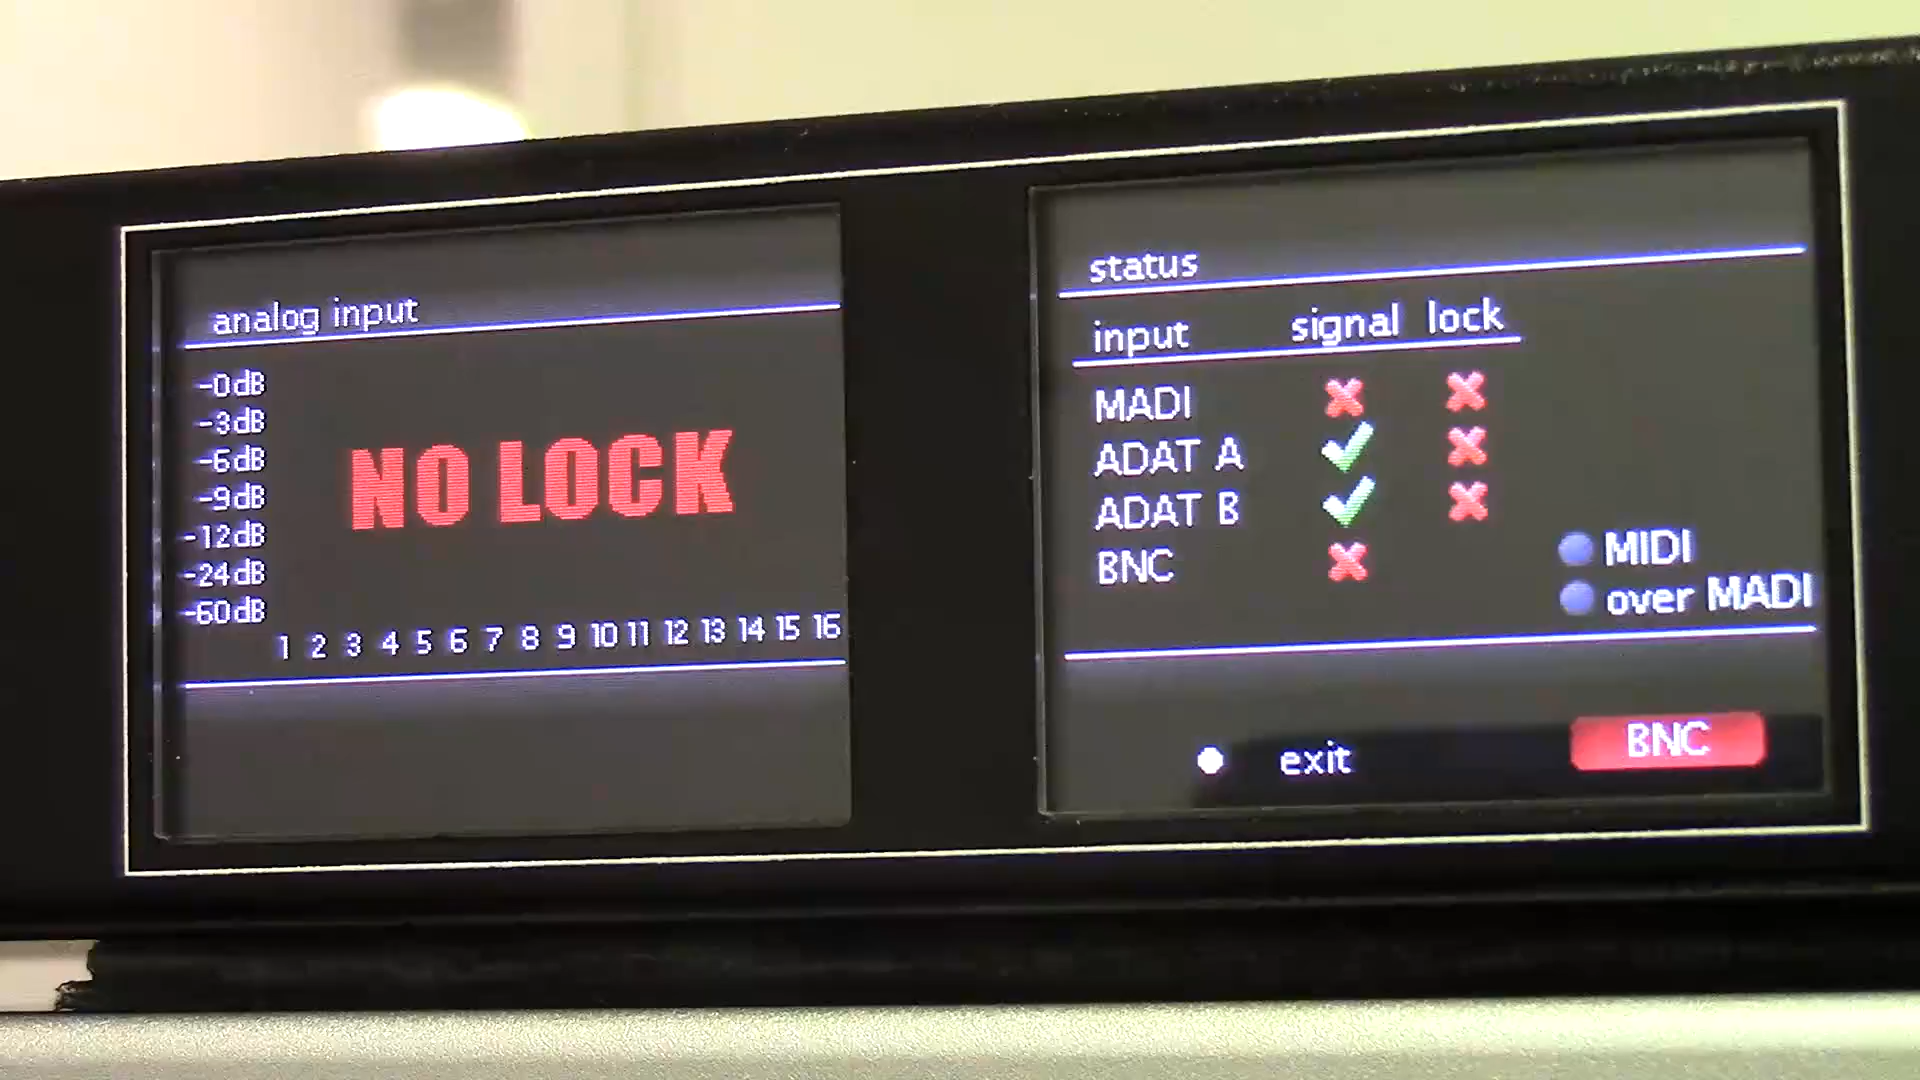 analog input
-0dB
-3dB
-6dB
-9dB
-12dB
-24dB
-60dB
NO LOCK
1 2 3 4 5 6 7 8 9 10 11 12 13 14 15 16
status
input signal lock
MADI
ADAT A
ADAT B
BNC
MIDI
over MADI
exit
BNC